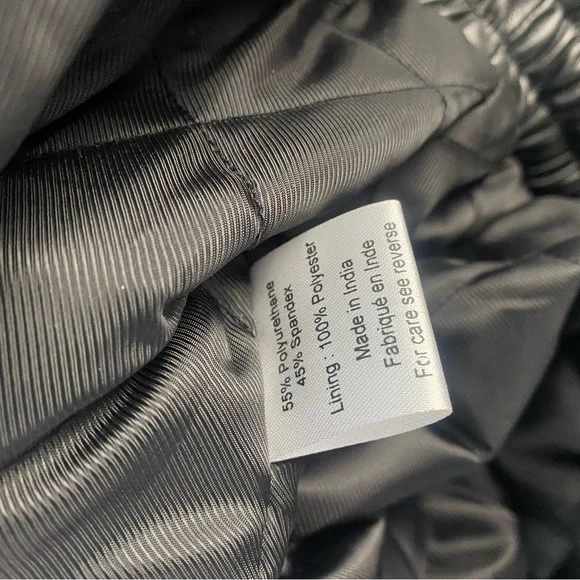 55% Polyurethane
45% Spandex
Lining : 100% Polyester
Made in India
Fabriqué en Inde
For care see reverse